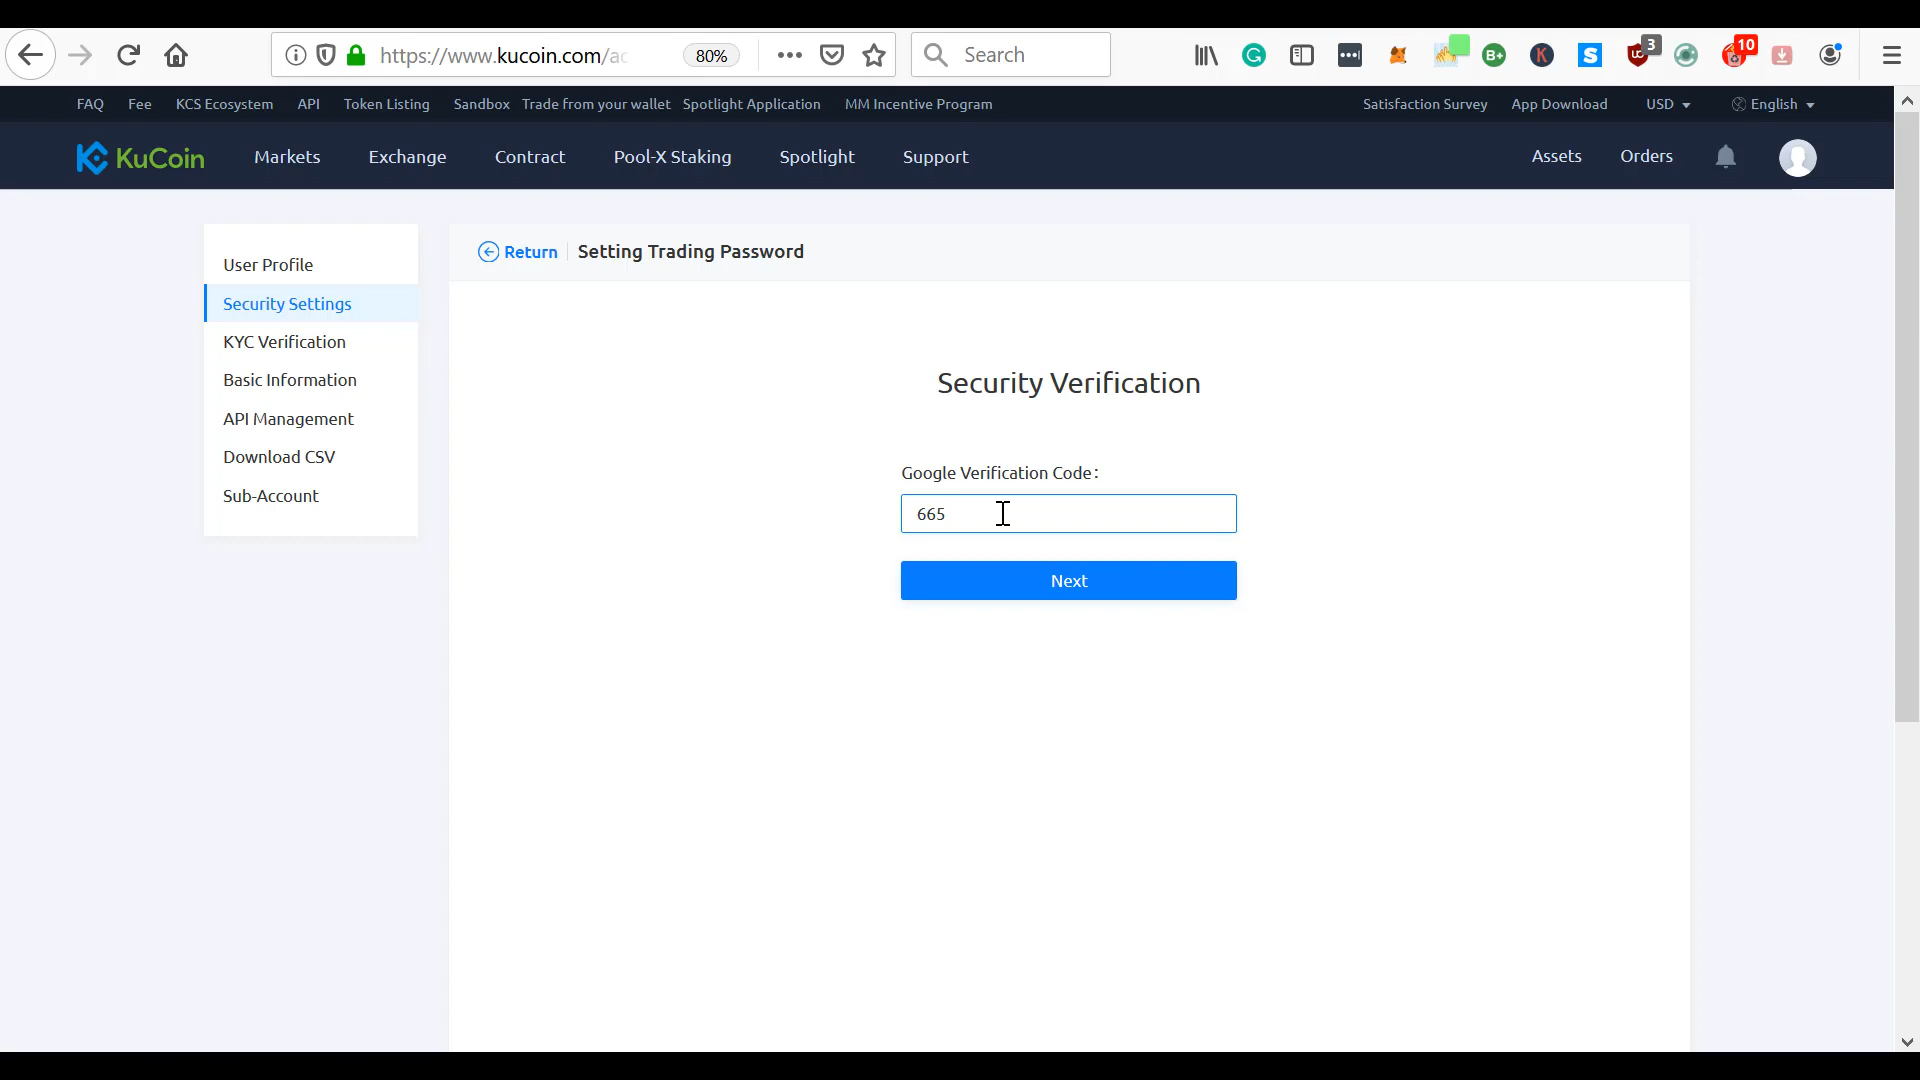 https://www.kucoin.com/ac
80%
Search
3
10
FAQ Fee KCS Ecosystem API Token Listing Sandbox Trade from your wallet Spotlight Application MM Incentive Program Satisfaction Survey App Download USD English
KuCoin Markets Exchange Contract Pool-X Staking Spotlight Support Assets Orders
User Profile
Security Settings
KYC Verification
Basic Information
API Management
Download CSV
Sub-Account
Return Setting Trading Password
Security Verification
Google Verification Code:
665
Next